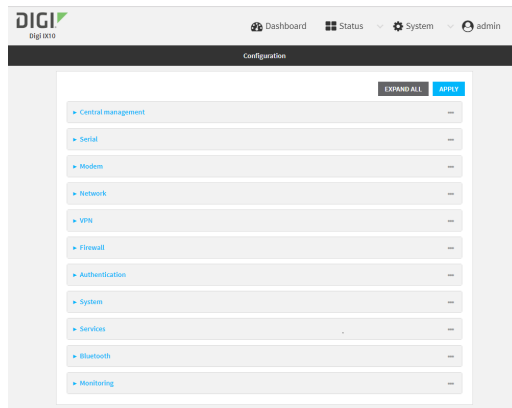 DIGI
Digi IX10
Dashboard Status System admin
Configuration
EXPAND ALL APPLY
Central management
Serial
Modem
Network
VPN
Firewall
Authentication
System
Services
Bluetooth
Monitoring